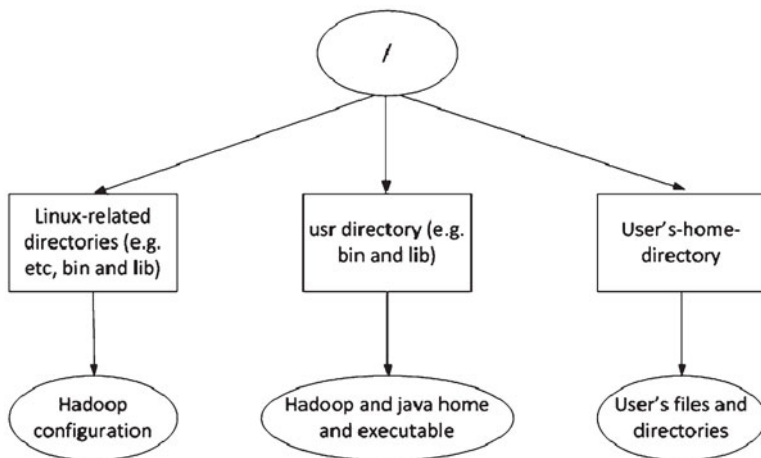 /
Linux-related
directories (e.g.
etc, bin and lib)
usr directory (e.g.
bin and lib)
User's-home-
directory
Hadoop
configuration
Hadoop and java home
and executable
User's files and
directories